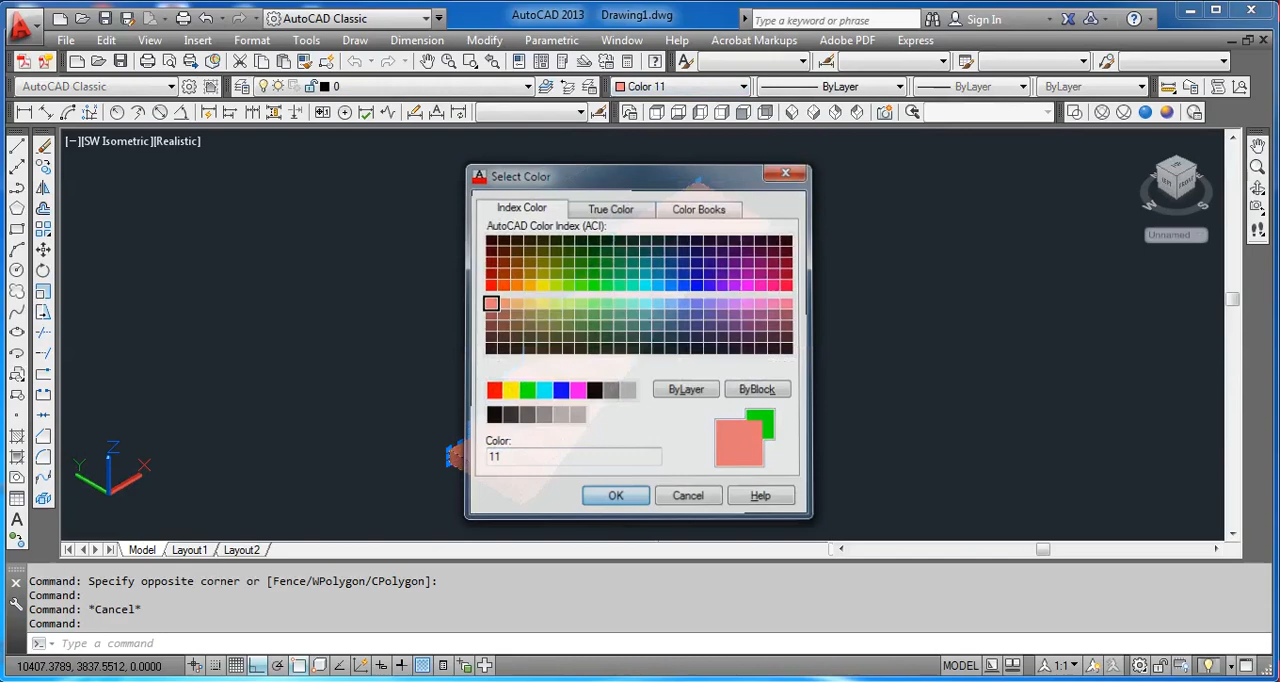 AutoCAD Classic
AutoCAD 2013 Drawing1.dwg
Type a keyword or phrase
Sign In
File Edit View Insert Format Tools Draw Dimension Modify Parametric Window Help Acrobat Markups Adobe PDF Express
AutoCAD Classic
0
Color 11
ByLayer
ByLayer
ByLayer
[−][SW Isometric][Realistic]
Select Color
Index Color True Color Color Books
AutoCAD Color Index (ACI):
ByLayer ByBlock
Color:
11
OK Cancel Help
W S
Unnamed
Z
Y X
Model Layout1 Layout2
Command: Specify opposite corner or [Fence/WPolygon/CPolygon]:
Command:
Command: *Cancel*
Command:
Type a command
10407.3789, 3837.5512, 0.0000
MODEL
1:1